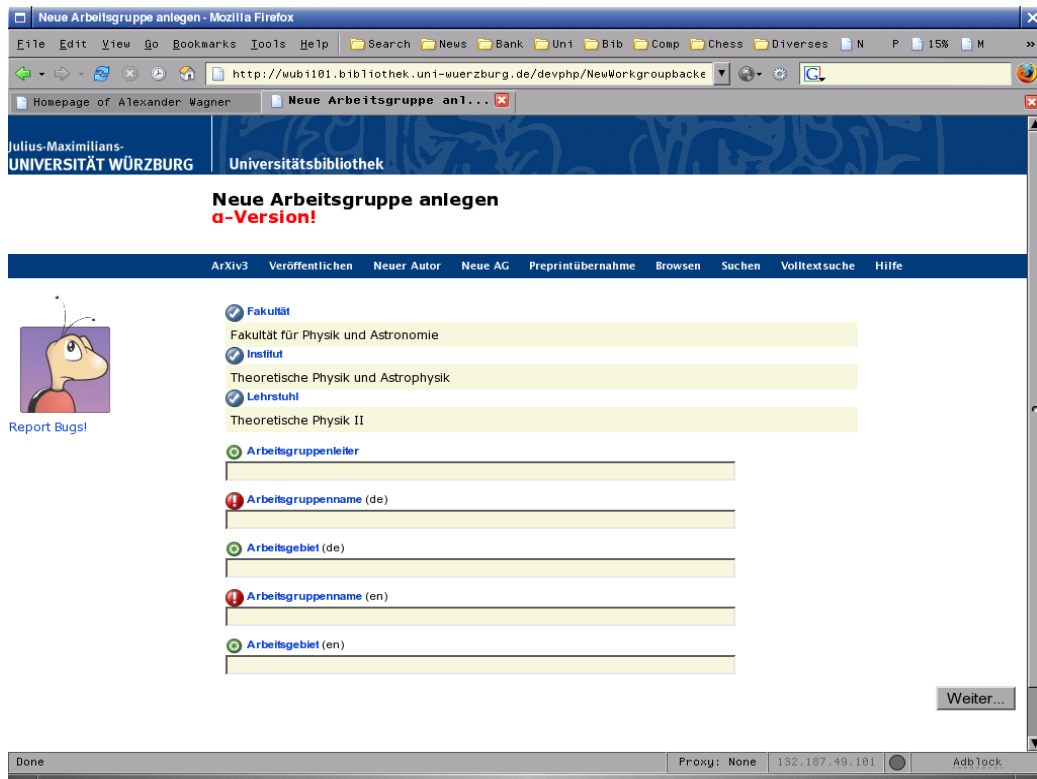 Neue Arbeitsgruppe anlegen - Mozilla Firefox
File Edit View Go Bookmarks Tools Help Search News Bank Uni Bib Comp Chess Diverses N P 15% M »
http://wubi101.bibliothek.uni-wuerzburg.de/devphp/NewWorkgroupbacke G
Homepage of Alexander Wagner Neue Arbeitsgruppe anl...
Julius-Maximilians-
UNIVERSITÄT WÜRZBURG Universitätsbibliothek
Neue Arbeitsgruppe anlegen
α-Version!
ArXiv3 Veröffentlichen Neuer Autor Neue AG Preprintübernahme Browsen Suchen Volltextsuche Hilfe
Fakultät
Fakultät für Physik und Astronomie
Institut
Theoretische Physik und Astrophysik
Lehrstuhl
Theoretische Physik II
Report Bugs!
Arbeitsgruppenleiter
Arbeitsgruppenname (de)
Arbeitsgebiet (de)
Arbeitsgruppenname (en)
Arbeitsgebiet (en)
Weiter...
Done Proxy: None 132.187.49.101 Adblock